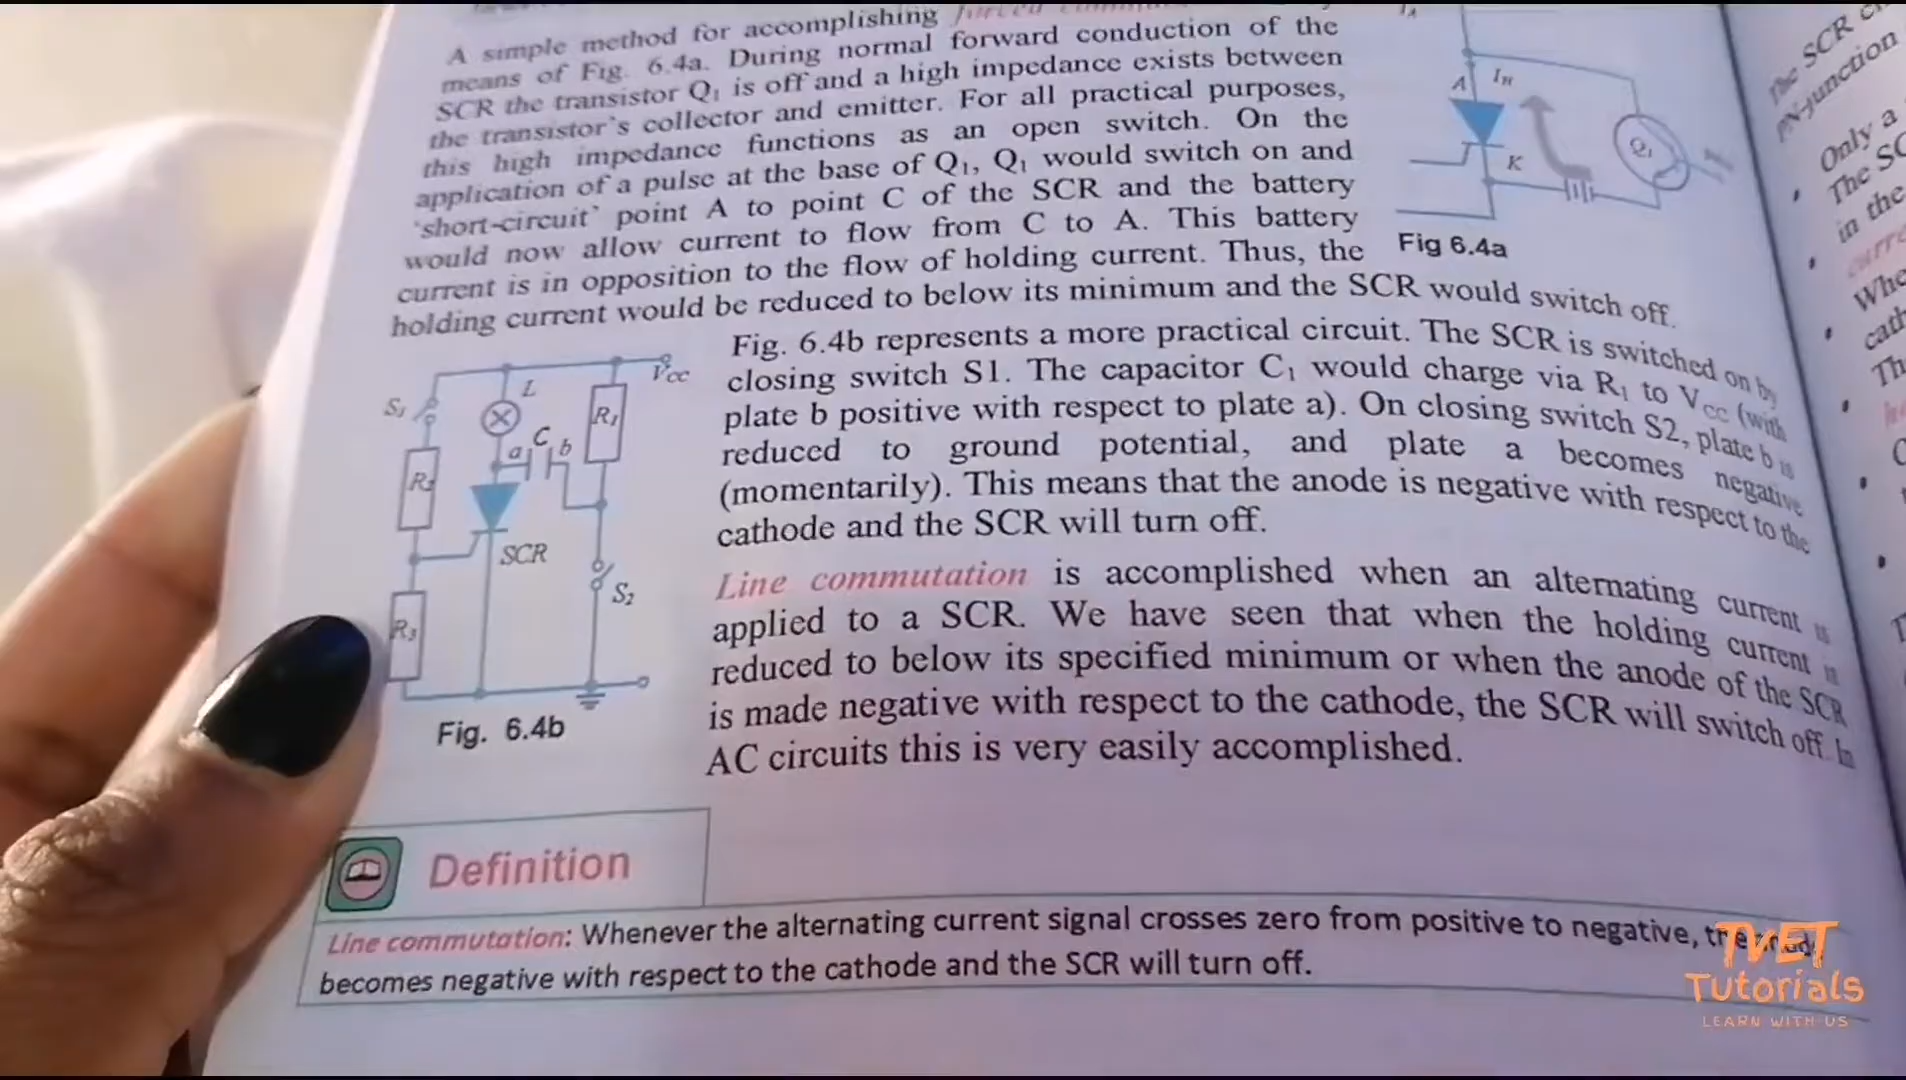 A simple method for accomplishing forced
means of Fig. 6.4a. During normal forward conduction of the
SCR the transistor Q₁ is off and a high impedance exists between
the transistor's collector and emitter. For all practical purposes,
this high impedance functions as an open switch. On the
application of a pulse at the base of Q₁, Q₁ would switch on and
'short-circuit' point A to point C of the SCR and the battery
would now allow current to flow from C to A. This battery
current is in opposition to the flow of holding current. Thus, the
holding current would be reduced to below its minimum and the SCR would switch off.
A
I_H
K
Q₁
Fig 6.4a
Fig. 6.4b represents a more practical circuit. The SCR is switched on by
closing switch S1. The capacitor C₁ would charge via R₁ to V_CC (with
plate b positive with respect to plate a). On closing switch S2, plate b is
reduced to ground potential, and plate a becomes negative
(momentarily). This means that the anode is negative with respect to the
cathode and the SCR will turn off.
S₁
L
Vcc
R₁
a
C
b
R₂
SCR
S₂
R₃
Fig. 6.4b
Line commutation is accomplished when an alternating current is
applied to a SCR. We have seen that when the holding current is
reduced to below its specified minimum or when the anode of the SCR
is made negative with respect to the cathode, the SCR will switch off. In
AC circuits this is very easily accomplished.
Definition
Line commutation: Whenever the alternating current signal crosses zero from positive to negative, the
becomes negative with respect to the cathode and the SCR will turn off.
the SCR
PN-junction
Only a
The SC
in the
curre
Whe
cath
Th
TVET
Tutorials
LEARN WITH US